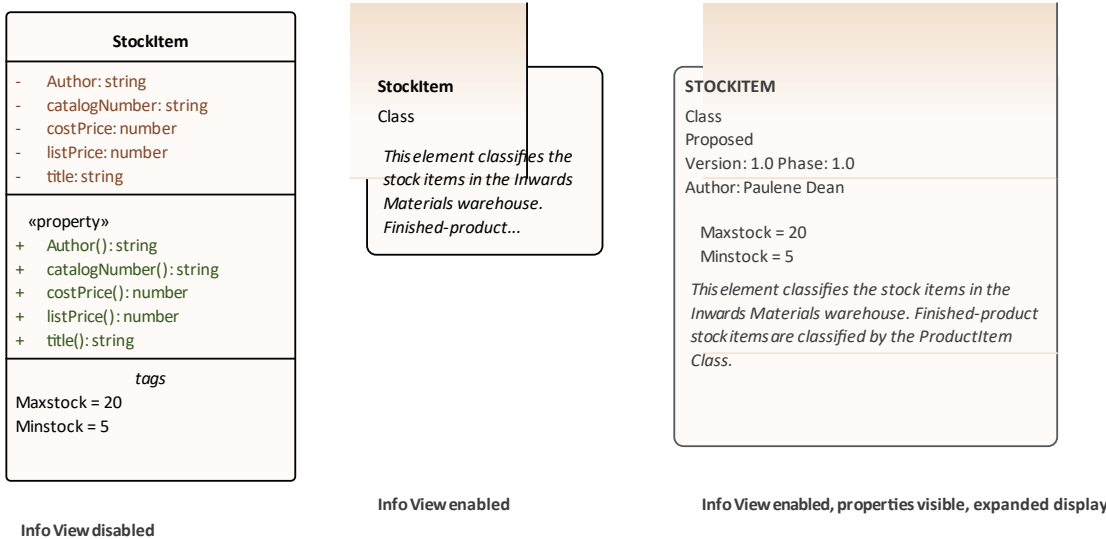 StockItem
- Author: string
- catalogNumber: string
- costPrice: number
- listPrice: number
- title: string
«property»
+ Author(): string
+ catalogNumber(): string
+ costPrice(): number
+ listPrice(): number
+ title(): string
tags
Maxstock = 20
Minstock = 5
Info View disabled
StockItem
Class
This element classifies the
stock items in the Inwards
Materials warehouse.
Finished-product...
Info View enabled
STOCKITEM
Class
Proposed
Version: 1.0 Phase: 1.0
Author: Paulene Dean
Maxstock = 20
Minstock = 5
This element classifies the stock items in the
Inwards Materials warehouse. Finished-product
stock items are classified by the ProductItem
Class.
Info View enabled, properties visible, expanded display